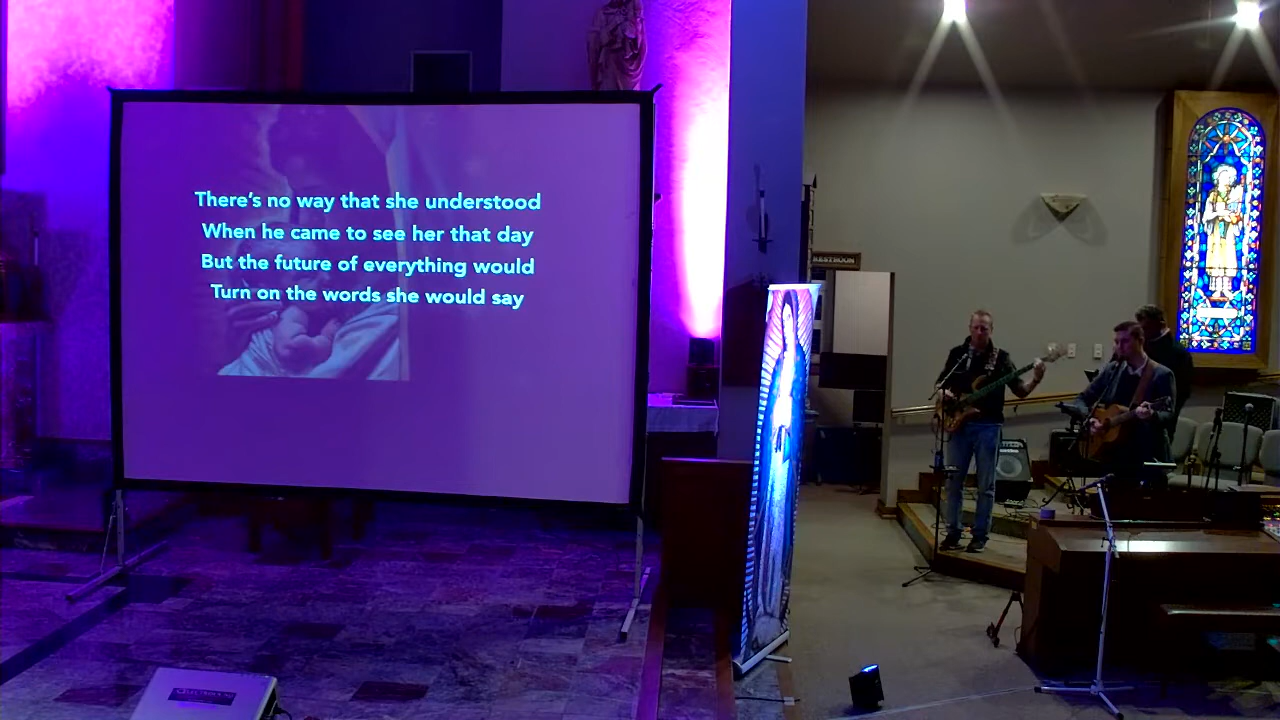 There's no way that she understood
When he came to see her that day
But the future of everything would
Turn on the words she would say
RESTROOM